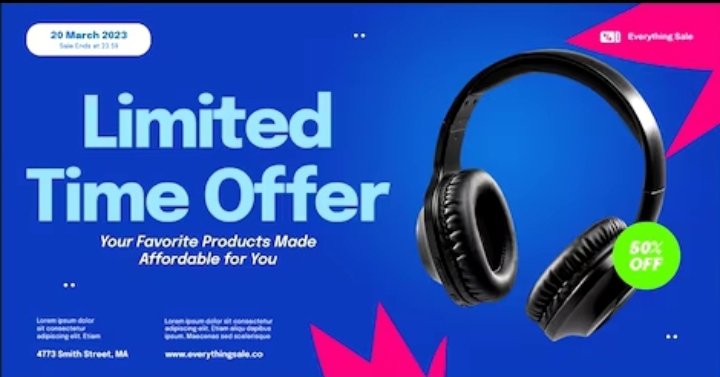 20 March 2023
Sale Ends at 23.59
Everything Sale
Limited
Time Offer
Your Favorite Products Made
Affordable for You
50%
OFF
Lorem ipsum dolor
sit consectetur
adipiscing elit. Etiam
4773 Smith Street, MA
Lorem ipsum dolor sit consectetur
adipiscing elit. Etiam aliqu dapibus
ipsum, Maecenas sed scelerisque
www.everythingsale.co